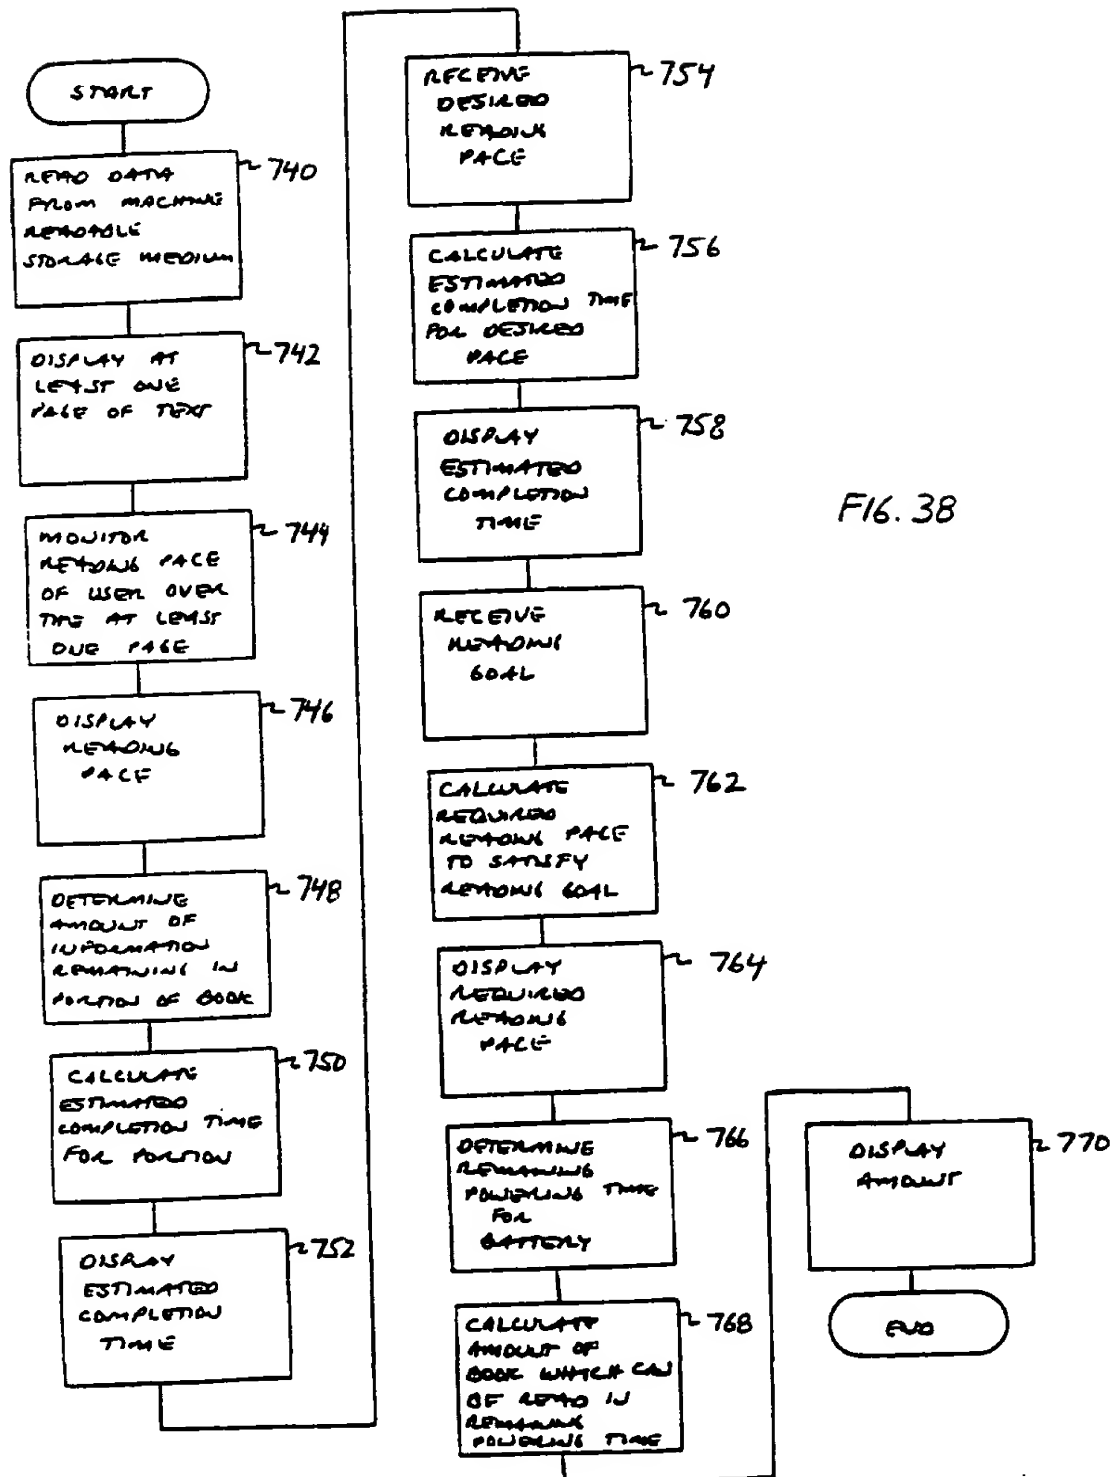 START
READ DATA
FROM MACHINE
READABLE
STORAGE MEDIUM
740
DISPLAY AT
LEAST ONE
PAGE OF TEXT
742
MONITOR
READING PACE
OF USER OVER
THE AT LEAST
ONE PAGE
744
DISPLAY
READING
PACE
746
DETERMINE
AMOUNT OF
INFORMATION
REMAINING IN
PORTION OF BOOK
748
CALCULATE
ESTIMATED
COMPLETION TIME
FOR PORTION
750
DISPLAY
ESTIMATED
COMPLETION
TIME
752
RECEIVE
DESIRED
READING
PACE
754
CALCULATE
ESTIMATED
COMPLETION TIME
FOR DESIRED
PACE
756
DISPLAY
ESTIMATED
COMPLETION
TIME
758
RECEIVE
READING
GOAL
760
CALCULATE
REQUIRED
READING PACE
TO SATISFY
READING GOAL
762
DISPLAY
REQUIRED
READING
PACE
764
DETERMINE
REMAINING
POWERING TIME
FOR
BATTERY
766
CALCULATE
AMOUNT OF
BOOK WHICH CAN
BE READ IN
REMAINING
POWERING TIME
768
DISPLAY
AMOUNT
770
END
FIG. 38